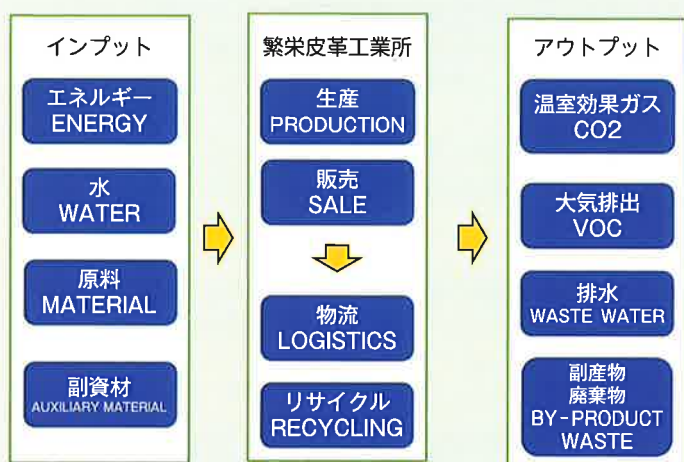 インプット
エネルギー
ENERGY
水
WATER
原料
MATERIAL
副資材
AUXILIARY MATERIAL
繁栄皮革工業所
生産
PRODUCTION
販売
SALE
物流
LOGISTICS
リサイクル
RECYCLING
アウトプット
温室効果ガス
CO2
大気排出
VOC
排水
WASTE WATER
副産物
廃棄物
BY-PRODUCT
WASTE